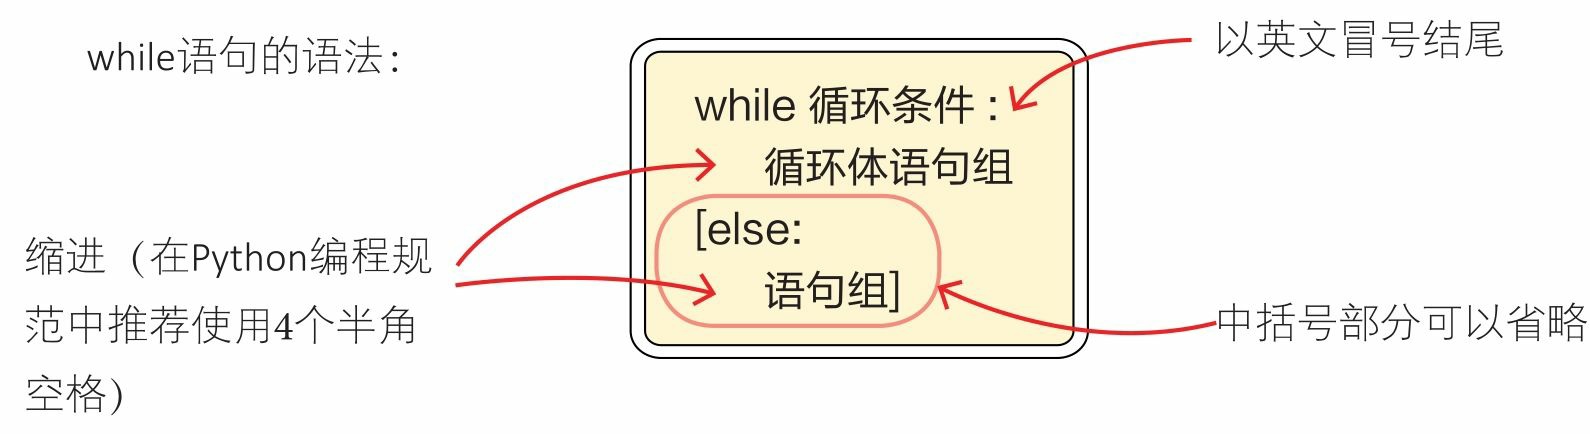 while语句的语法：
以英文冒号结尾
while 循环条件：
循环体语句组
[else:
语句组]
缩进（在Python编程规
范中推荐使用4个半角
空格）
中括号部分可以省略